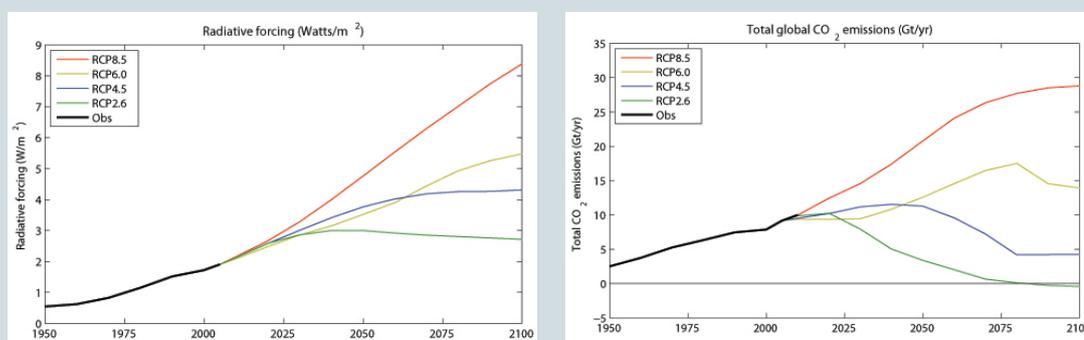 Radiative forcing (Watts/m 2)
9
8
7
6
5
4
3
2
1
0
Radiative forcing (W/m 2)
RCP8.5
RCP6.0
RCP4.5
RCP2.6
Obs
1950 1975 2000 2025 2050 2075 2100
Total global CO 2 emissions (Gt/yr)
35
30
25
20
15
10
5
0
−5
Total CO 2 emissions (Gt/yr)
RCP8.5
RCP6.0
RCP4.5
RCP2.6
Obs
1950 1975 2000 2025 2050 2075 210